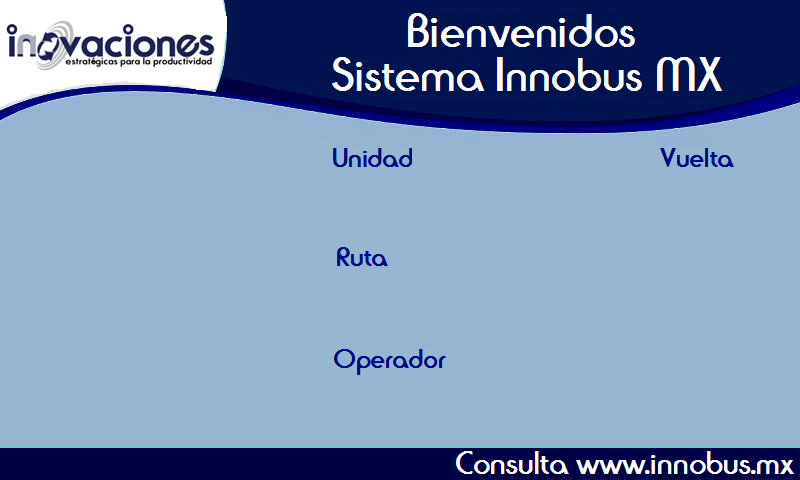 inovaciones
estratégicas para la productividad
Bienvenidos
Sistema Innobus MX
Unidad
Vuelta
Ruta
Operador
Consulta www.innobus.mx